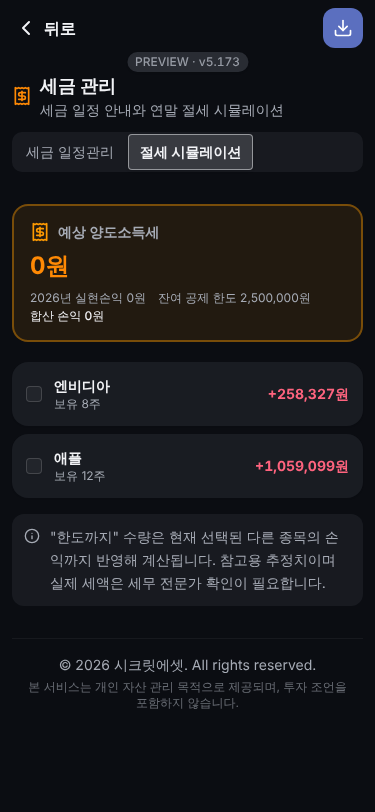 뒤로
PREVIEW · v5.173
세금 관리
세금 일정 안내와 연말 절세 시뮬레이션
세금 일정관리 절세 시뮬레이션
예상 양도소득세
0원
2026년 실현손익 0원 잔여 공제 한도 2,500,000원
합산 손익 0원
엔비디아
보유 8주
+258,327원
애플
보유 12주
+1,059,099원
"한도까지" 수량은 현재 선택된 다른 종목의 손
익까지 반영해 계산됩니다. 참고용 추정치이며
실제 세액은 세무 전문가 확인이 필요합니다.
© 2026 시크릿에셋. All rights reserved.
본 서비스는 개인 자산 관리 목적으로 제공되며, 투자 조언을
포함하지 않습니다.